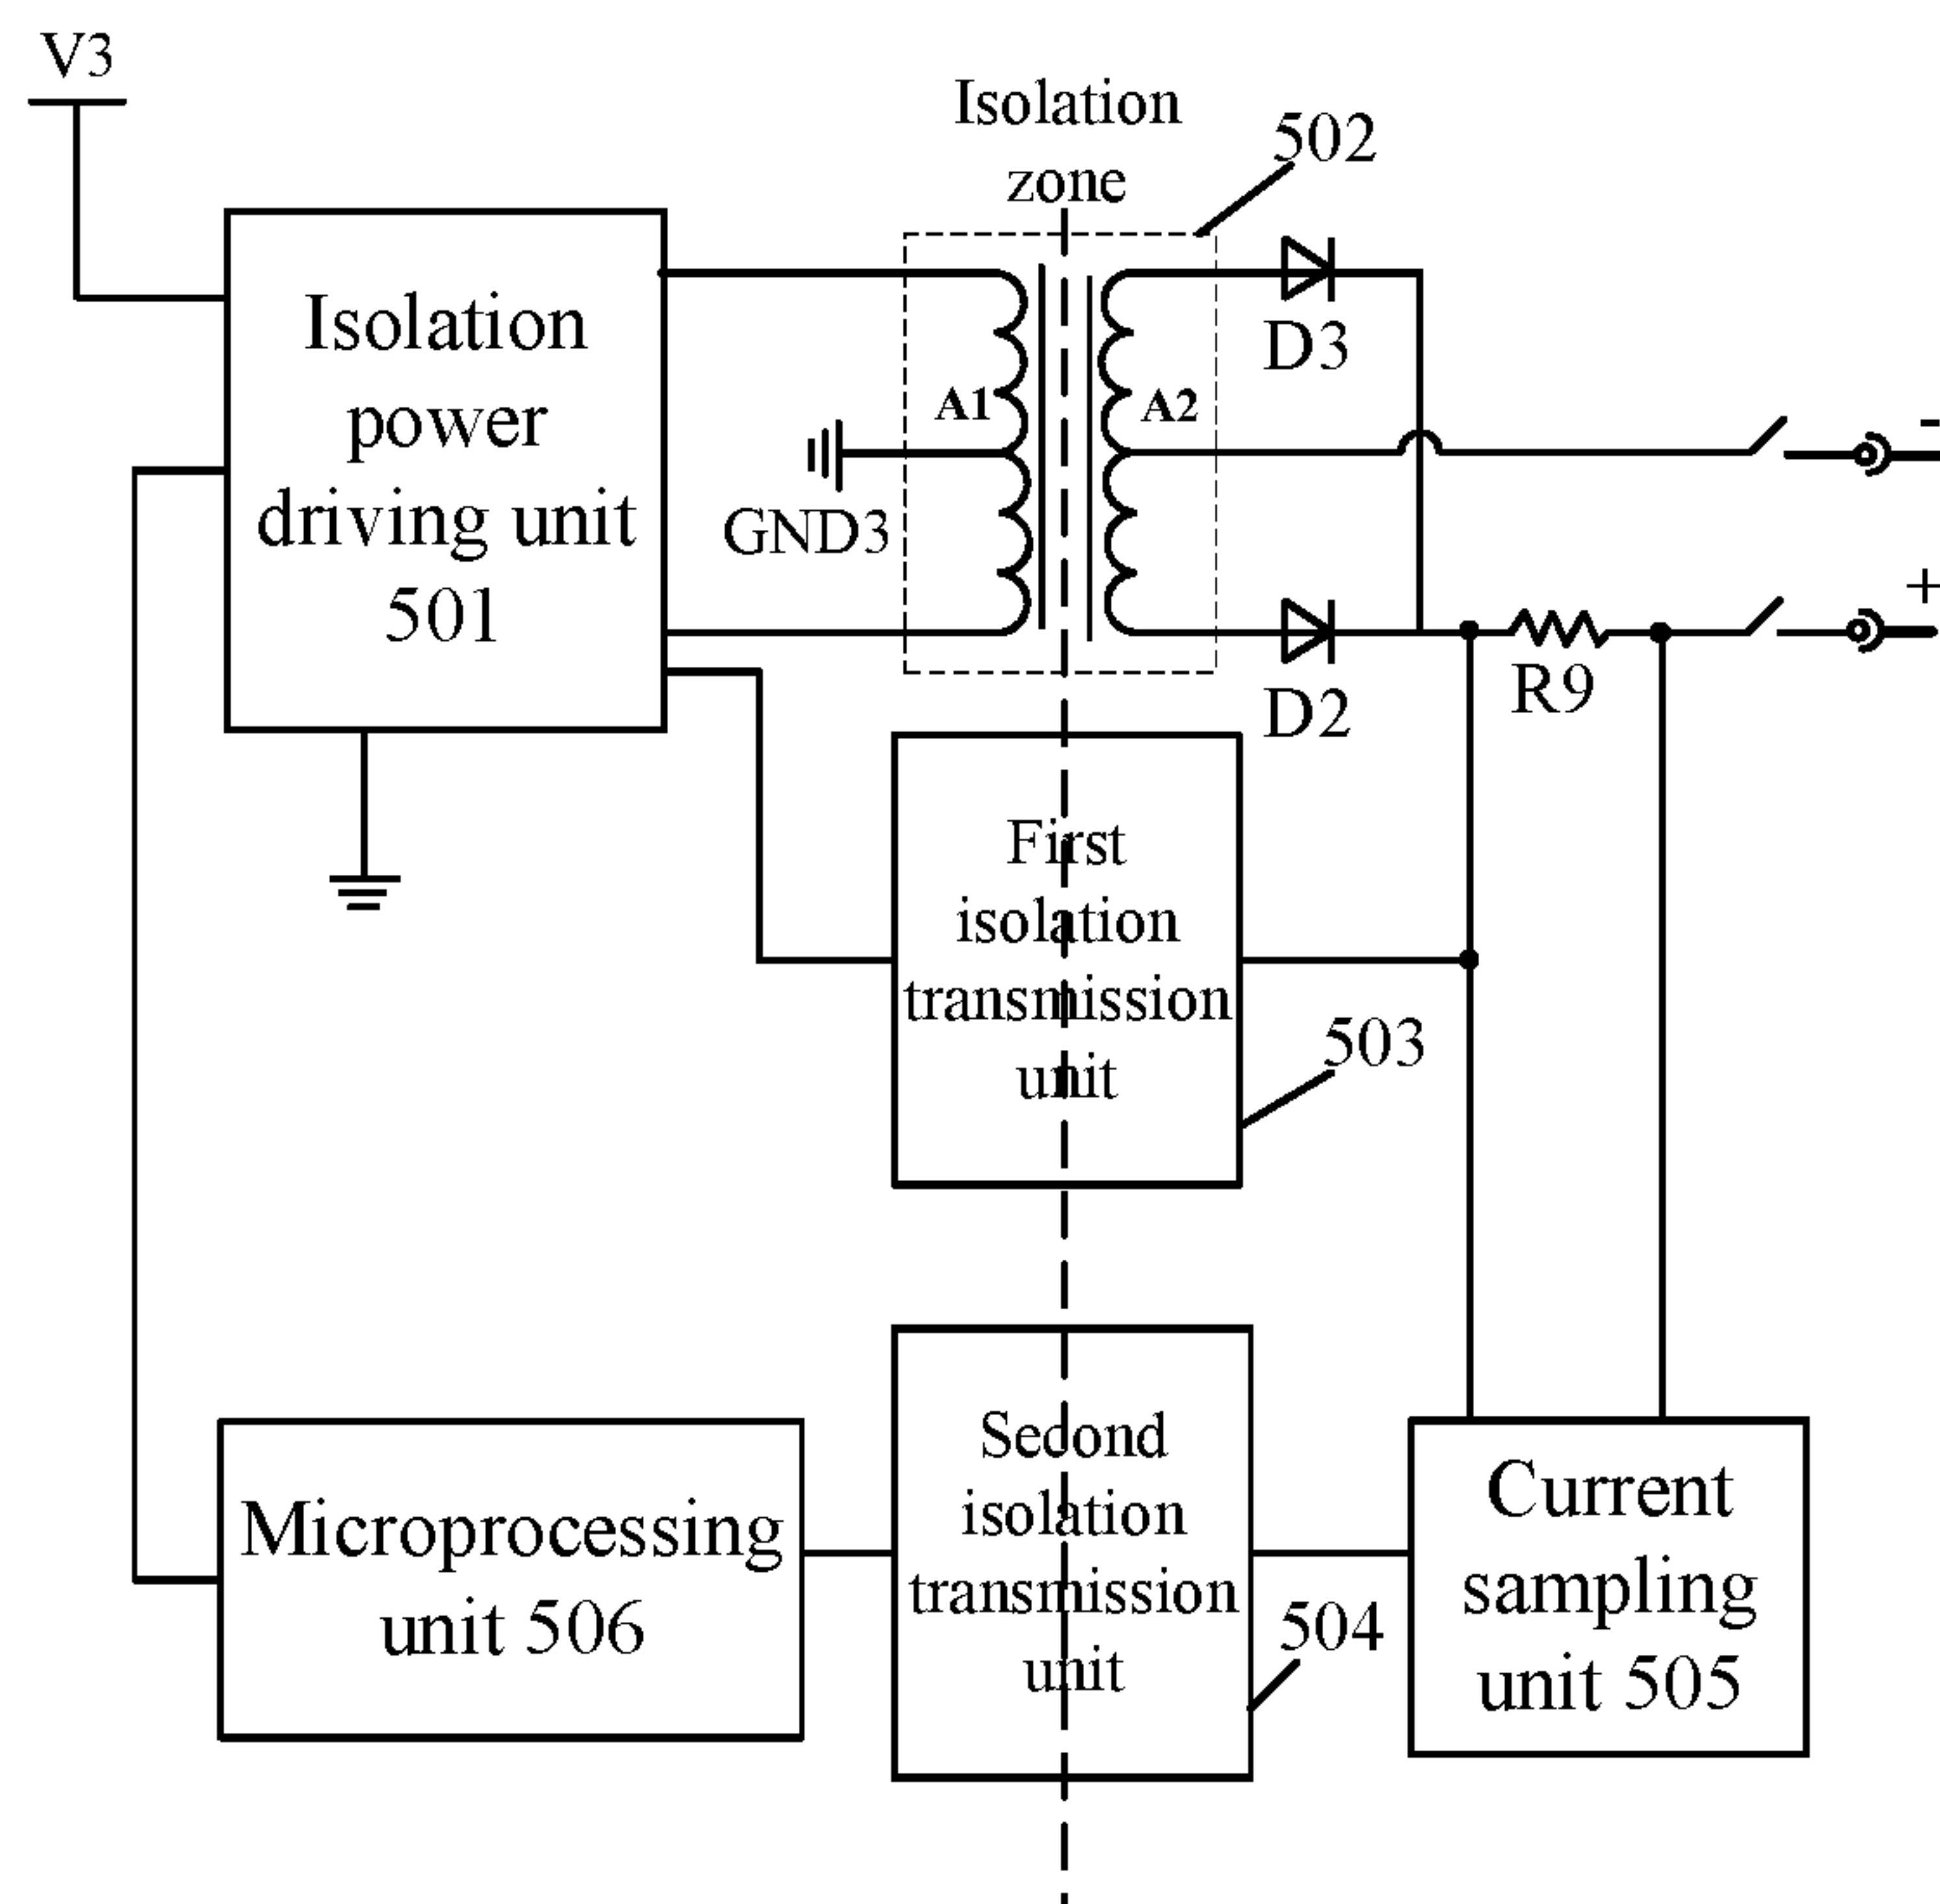 V3
Isolation
zone
502
Isolation
power
driving unit
501
A1
A2
D3
GND3
-
+
D2
R9
First
isolation
transmission
unit
503
Second
isolation
transmission
unit
504
Microprocessing
unit 506
Current
sampling
unit 505